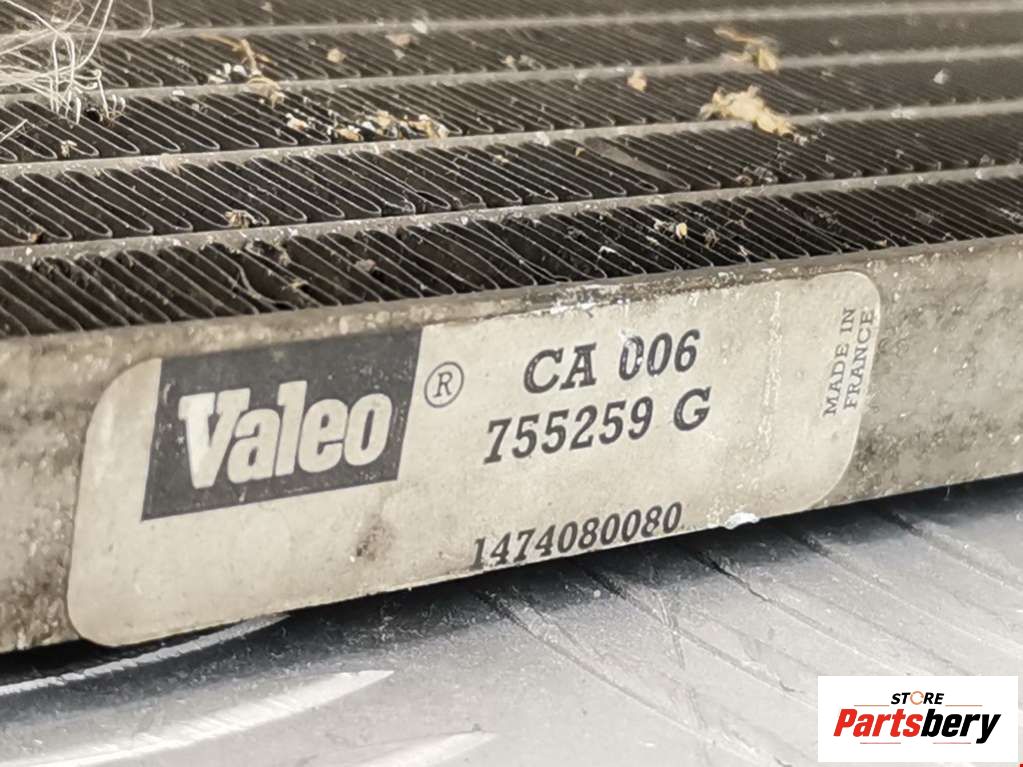 Valeo ®
CA 006
755259 G
1474080080
MADE IN
FRANCE
STORE
Partsbery